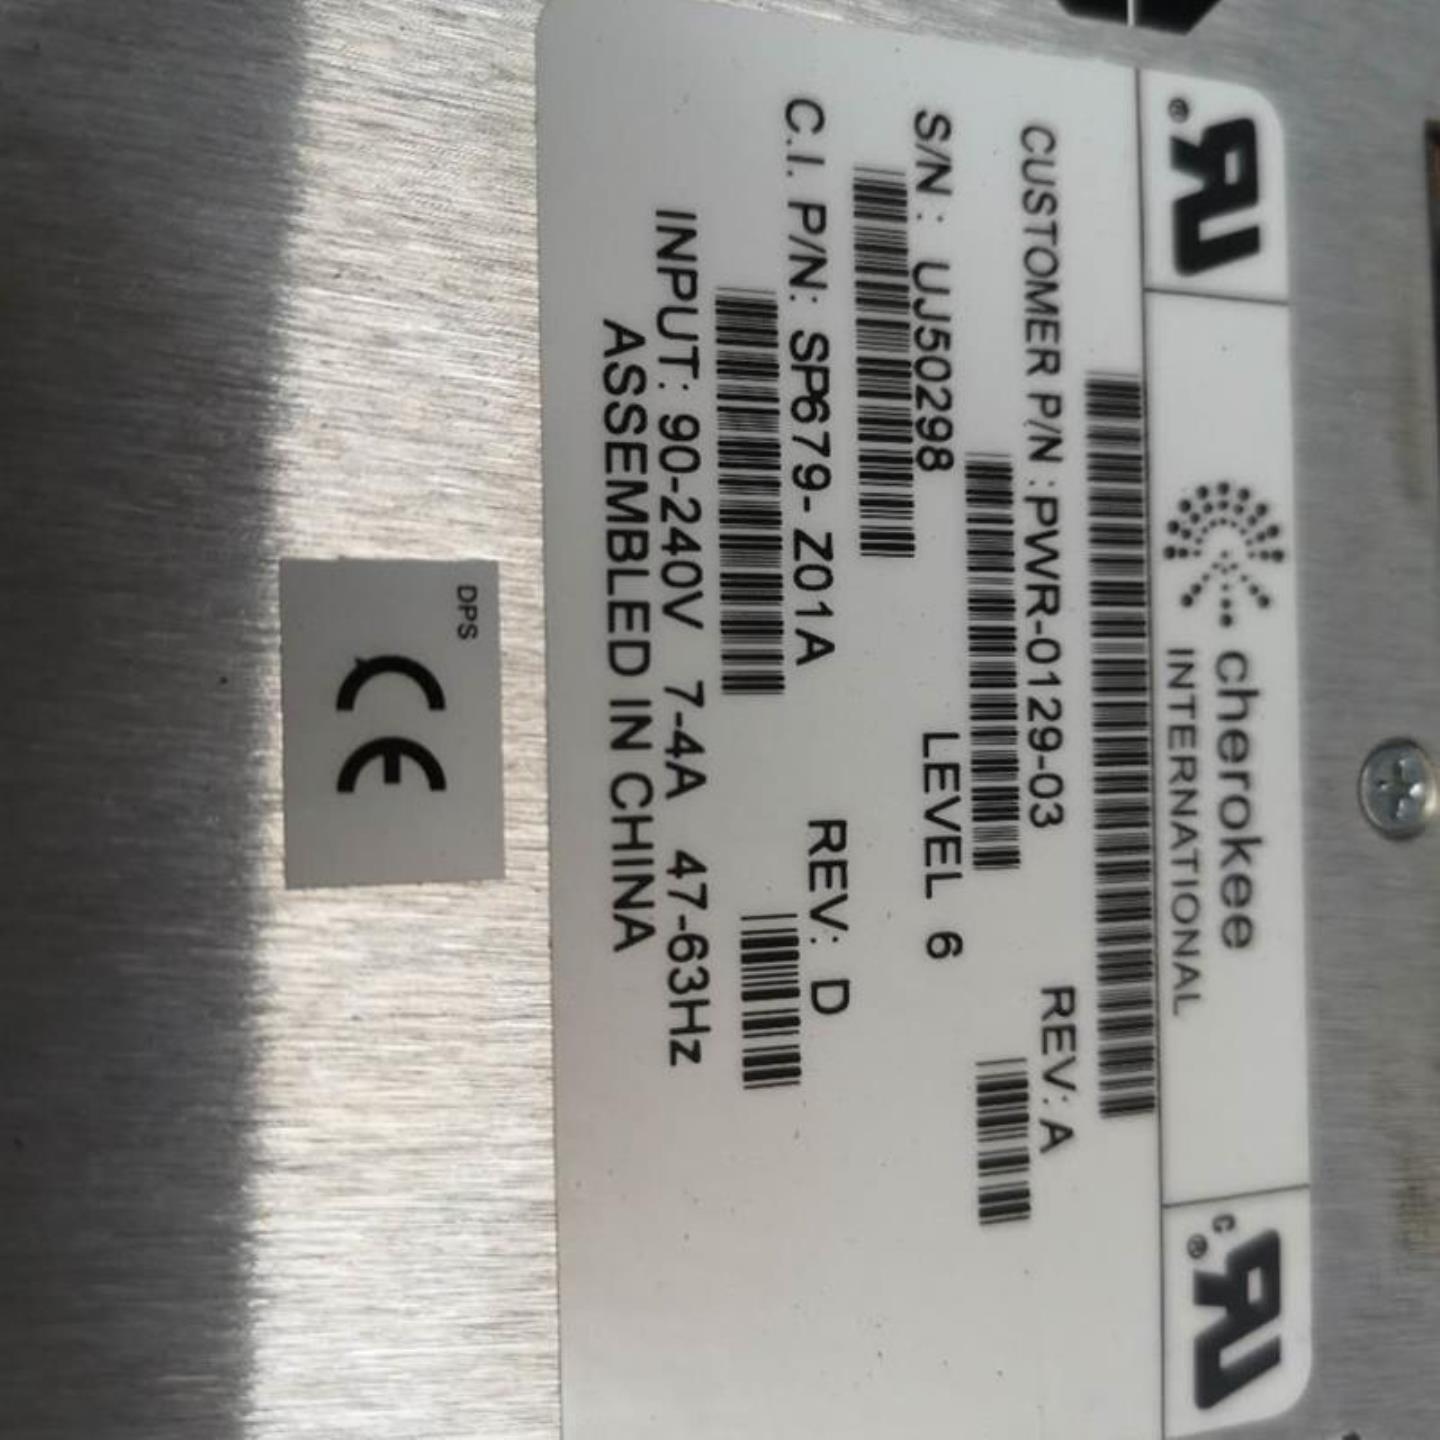 cherokee
INTERNATIONAL
CUSTOMER P/N : PWR-0129-03 REV: A
S/N : UJ50298 LEVEL 6
C.I. P/N: SP679- Z01A REV: D
INPUT: 90-240V 7-4A 47-63Hz
ASSEMBLED IN CHINA
DPS
CE